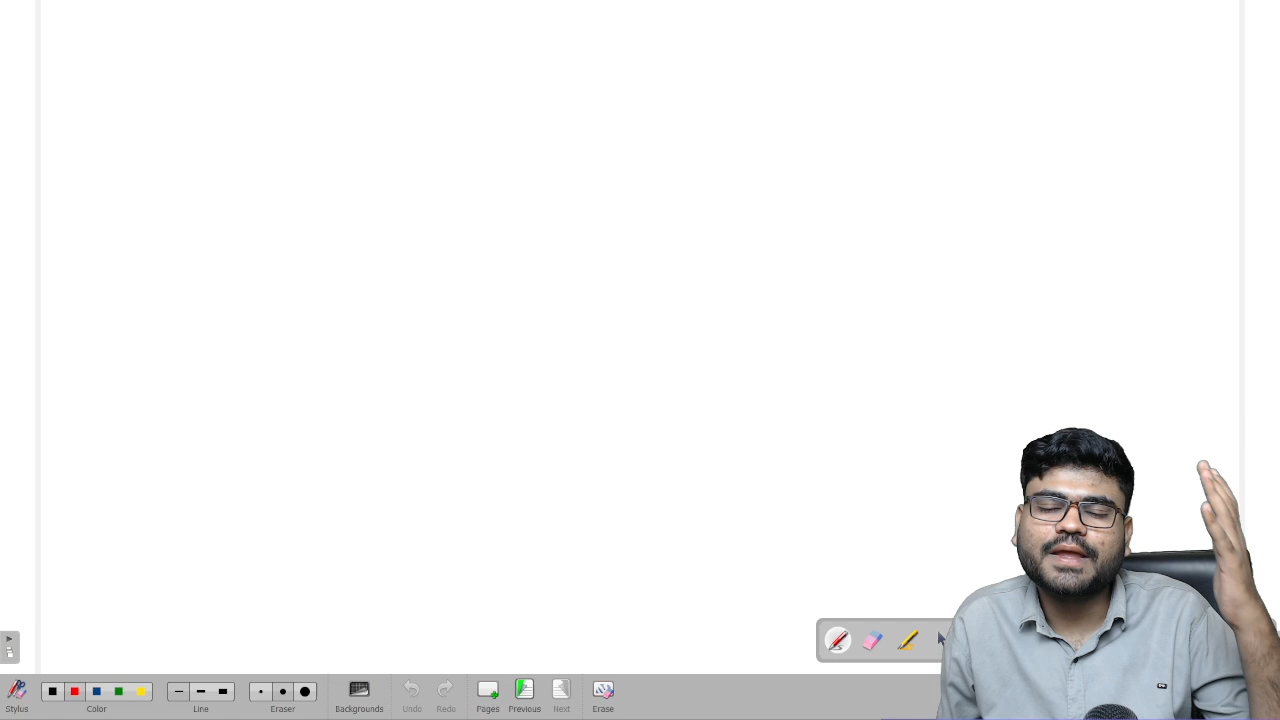 Stylus
Color
Line
Eraser
Backgrounds
Undo
Redo
Pages
Previous
Next
Erase